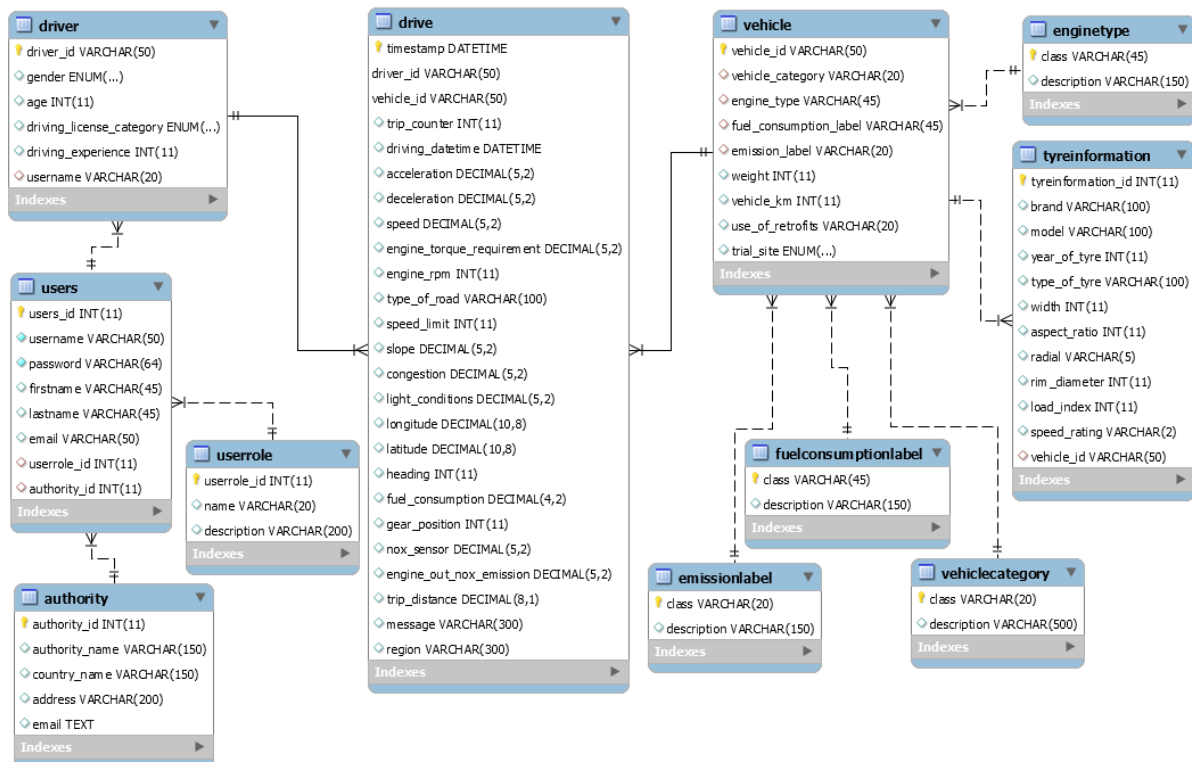 driver
driver_id VARCHAR(50)
gender ENUM(...)
age INT(11)
driving_license_category ENUM(...)
driving_experience INT(11)
username VARCHAR(20)
Indexes
users
users_id INT(11)
username VARCHAR(50)
password VARCHAR(64)
firstname VARCHAR(45)
lastname VARCHAR(45)
email VARCHAR(50)
userrole_id INT(11)
authority_id INT(11)
Indexes
userrole
userrole_id INT(11)
name VARCHAR(20)
description VARCHAR(200)
Indexes
authority
authority_id INT(11)
authority_name VARCHAR(150)
country_name VARCHAR(150)
address VARCHAR(200)
email TEXT
Indexes
drive
timestamp DATETIME
driver_id VARCHAR(50)
vehicle_id VARCHAR(50)
trip_counter INT(11)
driving_datetime DATETIME
acceleration DECIMAL(5,2)
deceleration DECIMAL(5,2)
speed DECIMAL(5,2)
engine_torque_requirement DECIMAL(5,2)
engine_rpm INT(11)
type_of_road VARCHAR(100)
speed_limit INT(11)
slope DECIMAL(5,2)
congestion DECIMAL(5,2)
light_conditions DECIMAL(5,2)
longitude DECIMAL(10,8)
latitude DECIMAL(10,8)
heading INT(11)
fuel_consumption DECIMAL(4,2)
gear_position INT(11)
nox_sensor DECIMAL(5,2)
engine_out_nox_emission DECIMAL(5,2)
trip_distance DECIMAL(8,1)
message VARCHAR(300)
region VARCHAR(300)
Indexes
vehicle
vehicle_id VARCHAR(50)
vehicle_category VARCHAR(20)
engine_type VARCHAR(45)
fuel_consumption_label VARCHAR(45)
emission_label VARCHAR(20)
weight INT(11)
vehicle_km INT(11)
use_of_retrofits VARCHAR(20)
trial_site ENUM(...)
Indexes
enginetype
class VARCHAR(45)
description VARCHAR(150)
Indexes
tyreinformation
tyreinformation_id INT(11)
brand VARCHAR(100)
model VARCHAR(100)
year_of_tyre INT(11)
type_of_tyre VARCHAR(100)
width INT(11)
aspect_ratio INT(11)
radial VARCHAR(5)
rim_diameter INT(11)
load_index INT(11)
speed_rating VARCHAR(2)
vehicle_id VARCHAR(50)
Indexes
fuelconsumptionlabel
class VARCHAR(45)
description VARCHAR(150)
Indexes
emissionlabel
class VARCHAR(20)
description VARCHAR(150)
Indexes
vehiclecategory
class VARCHAR(20)
description VARCHAR(500)
Indexes